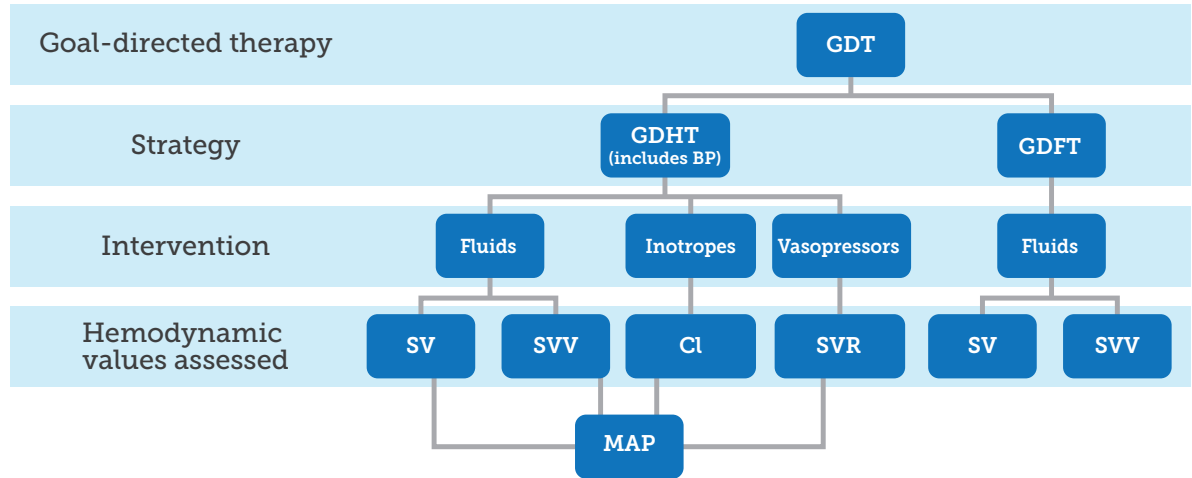 Goal-directed therapy
GDT
Strategy
GDHT
(includes BP)
GDFT
Intervention
Fluids
Inotropes
Vasopressors
Fluids
Hemodynamic
values assessed
SV
SVV
Cl
SVR
SV
SVV
MAP